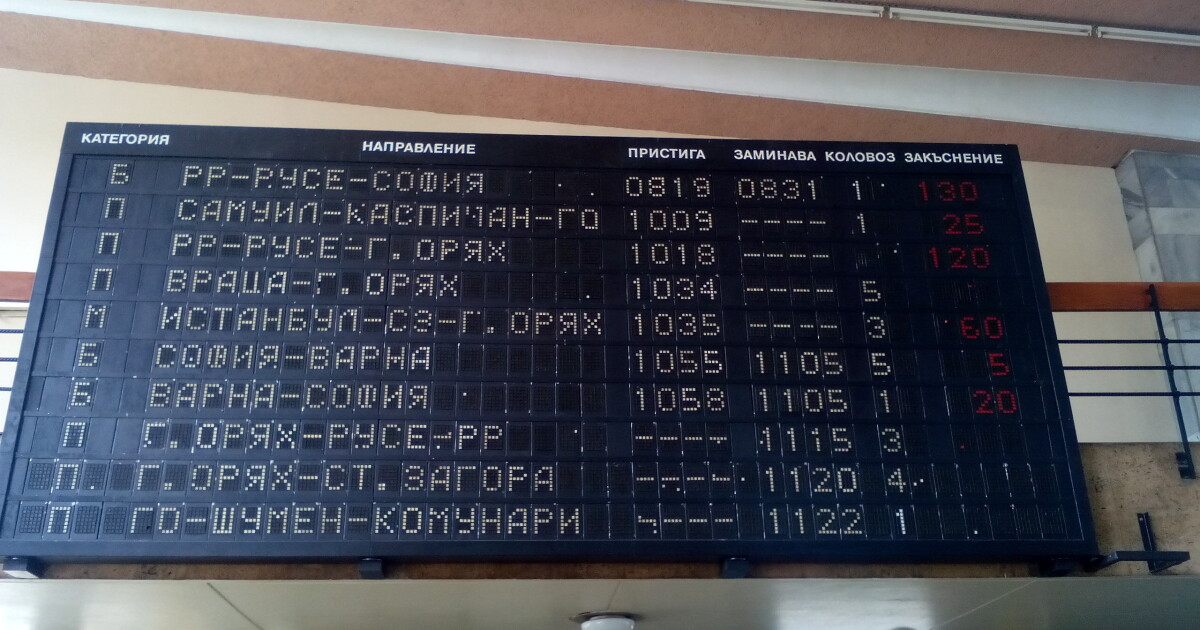 КАТЕГОРИЯ НАПРАВЛЕНИЕ ПРИСТИГА ЗАМИНАВА КОЛОВОЗ ЗАКЪСНЕНИЕ
Б РР-РУСЕ-СОФИЯ 0819 0831 1 130
П САМУИЛ-КАСПИЧАН-ГО 1009 ---- 1 25
П РР-РУСЕ-Г.ОРЯХ 1018 ---- 120
П ВРАЦА-Г.ОРЯХ 1034 ---- 5
М ИСТАНБУЛ-СЗ-Г.ОРЯХ 1035 ---- 3 60
Б СОФИЯ-ВАРНА 1055 1105 5 5
Б ВАРНА-СОФИЯ 1058 1105 1 20
П Г.ОРЯХ-РУСЕ-РР ---- 1115 3
П. Г.ОРЯХ-СТ.ЗАГОРА ---- 1120 4
П ГО-ШУМЕН-КОМУНАРИ ---- 1122 1